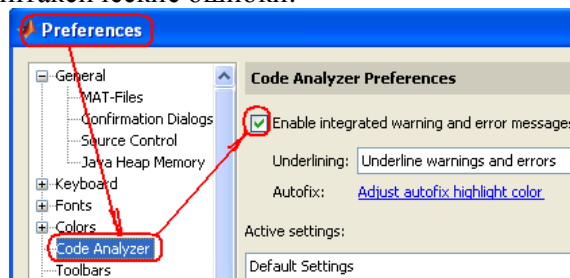 ческие ошибки.
Preferences
General
MAT-Files
Confirmation Dialogs
Source Control
Java Heap Memory
Keyboard
Fonts
Colors
Code Analyzer
Toolbars
Code Analyzer Preferences
Enable integrated warning and error messages
Underlining: Underline warnings and errors
Autofix: Adjust autofix highlight color
Active settings:
Default Settings